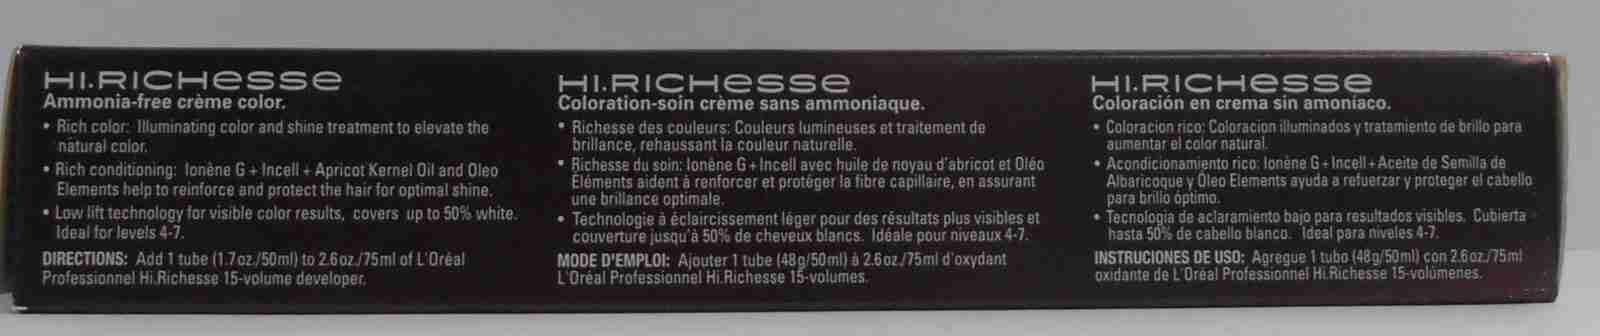 HI.RICHESSE
Ammonia-free crème color.
• Rich color: Illuminating color and shine treatment to elevate the
natural color.
• Rich conditioning: Ionène G + Incell + Apricot Kernel Oil and Oleo
Elements help to reinforce and protect the hair for optimal shine.
• Low lift technology for visible color results, covers up to 50% white.
Ideal for levels 4-7.
DIRECTIONS: Add 1 tube (1.7oz./50ml) to 2.6oz./75ml of L'Oréal
Professionnel Hi.Richesse 15-volume developer.
HI.RICHESSE
Coloration-soin crème sans ammoniaque.
• Richesse des couleurs: Couleurs lumineuses et traitement de
brillance, rehaussant la couleur naturelle.
• Richesse du soin: Ionène G + Incell avec huile de noyau d'abricot et Oléo
Éléments aident à renforcer et protéger la fibre capillaire, en assurant
une brillance optimale.
• Technologie à éclaircissement léger pour des résultats plus visibles et
couverture jusqu'à 50% de cheveux blancs. Idéale pour niveaux 4-7.
MODE D'EMPLOI: Ajouter 1 tube (48g/50ml) à 2.6oz./75ml d'oxydant
L'Oréal Professionnel Hi.Richesse 15-volumes.
HI.RICHESSE
Coloración en crema sin amoníaco.
• Coloracion rico: Coloracion illuminados y tratamiento de brillo para
aumentar el color natural.
• Acondicionamiento rico: Ionène G + Incell + Aceite de Semilla de
Albaricoque y Oleo Elements ayuda a refuerzar y proteger el cabello
para brillo óptimo.
• Tecnologia de aclaramiento bajo para resultados visibles. Cubierta
hasta 50% de cabello blanco. Ideal para niveles 4-7.
INSTRUCIONES DE USO: Agregue 1 tubo (48g/50ml) con 2.6oz./75ml
oxidante de L'Oréal Professionnel Hi.Richesse 15-volúmenes.